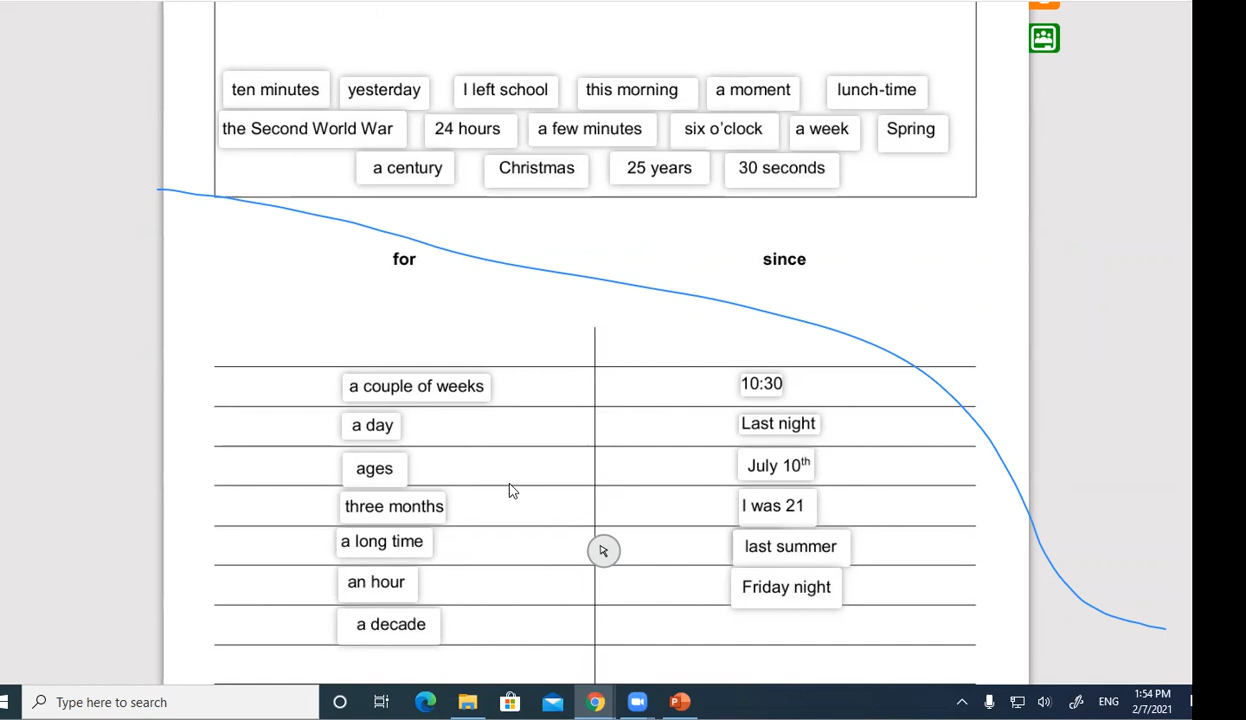 ten minutes yesterday I left school this morning a moment lunch-time
the Second World War 24 hours a few minutes six o'clock a week Spring
a century Christmas 25 years 30 seconds
for since
a couple of weeks 10:30
a day Last night
ages July 10th
three months I was 21
a long time last summer
an hour Friday night
a decade
Type here to search ENG 1:54 PM
2/7/2021